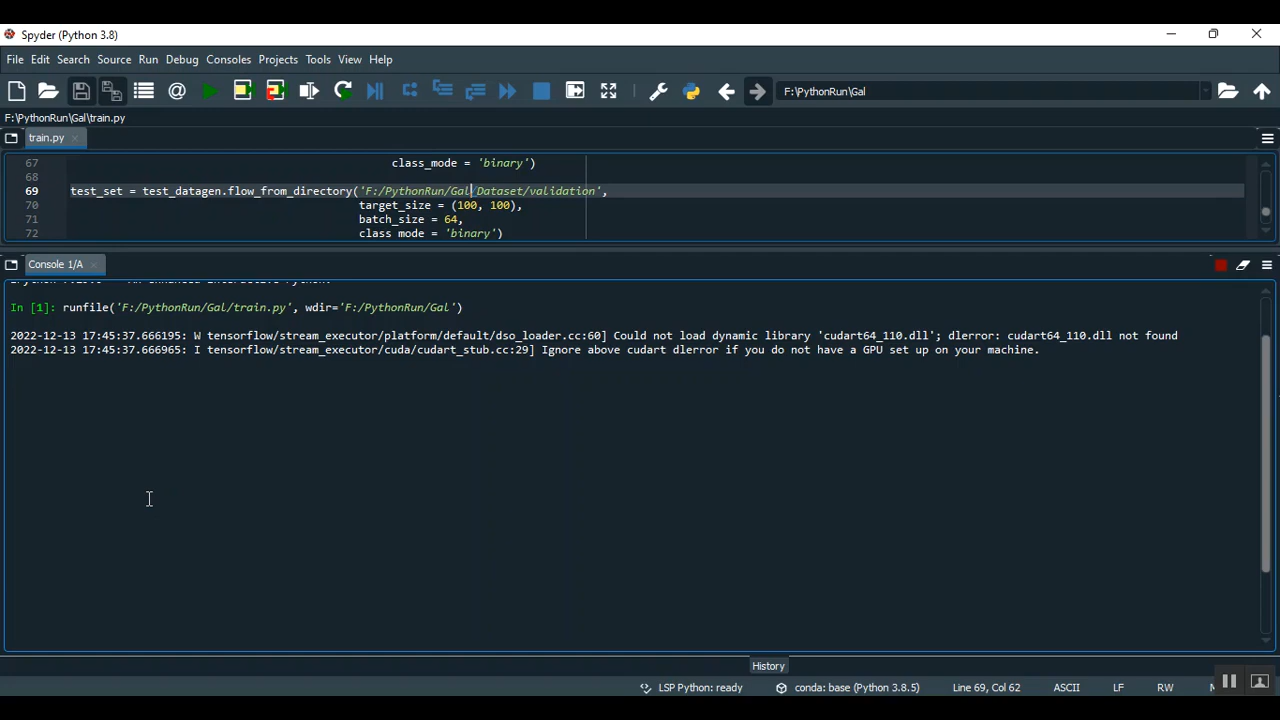 Spyder (Python 3.8)
File Edit Search Source Run Debug Consoles Projects Tools View Help
F:\PythonRun\Gal
F:\PythonRun\Gal\train.py
train.py
67 class_mode = 'binary')
68
69 test_set = test_datagen.flow_from_directory('F:/PythonRun/Gal/Dataset/validation',
70 target_size = (100, 100),
71 batch_size = 64,
72 class_mode = 'binary')
Console 1/A
In [1]: runfile('F:/PythonRun/Gal/train.py', wdir='F:/PythonRun/Gal')
2022-12-13 17:45:37.666195: W tensorflow/stream_executor/platform/default/dso_loader.cc:60] Could not load dynamic library 'cudart64_110.dll'; dlerror: cudart64_110.dll not found
2022-12-13 17:45:37.666965: I tensorflow/stream_executor/cuda/cudart_stub.cc:29] Ignore above cudart dlerror if you do not have a GPU set up on your machine.
History
LSP Python: ready conda: base (Python 3.8.5) Line 69, Col 62 ASCII LF RW